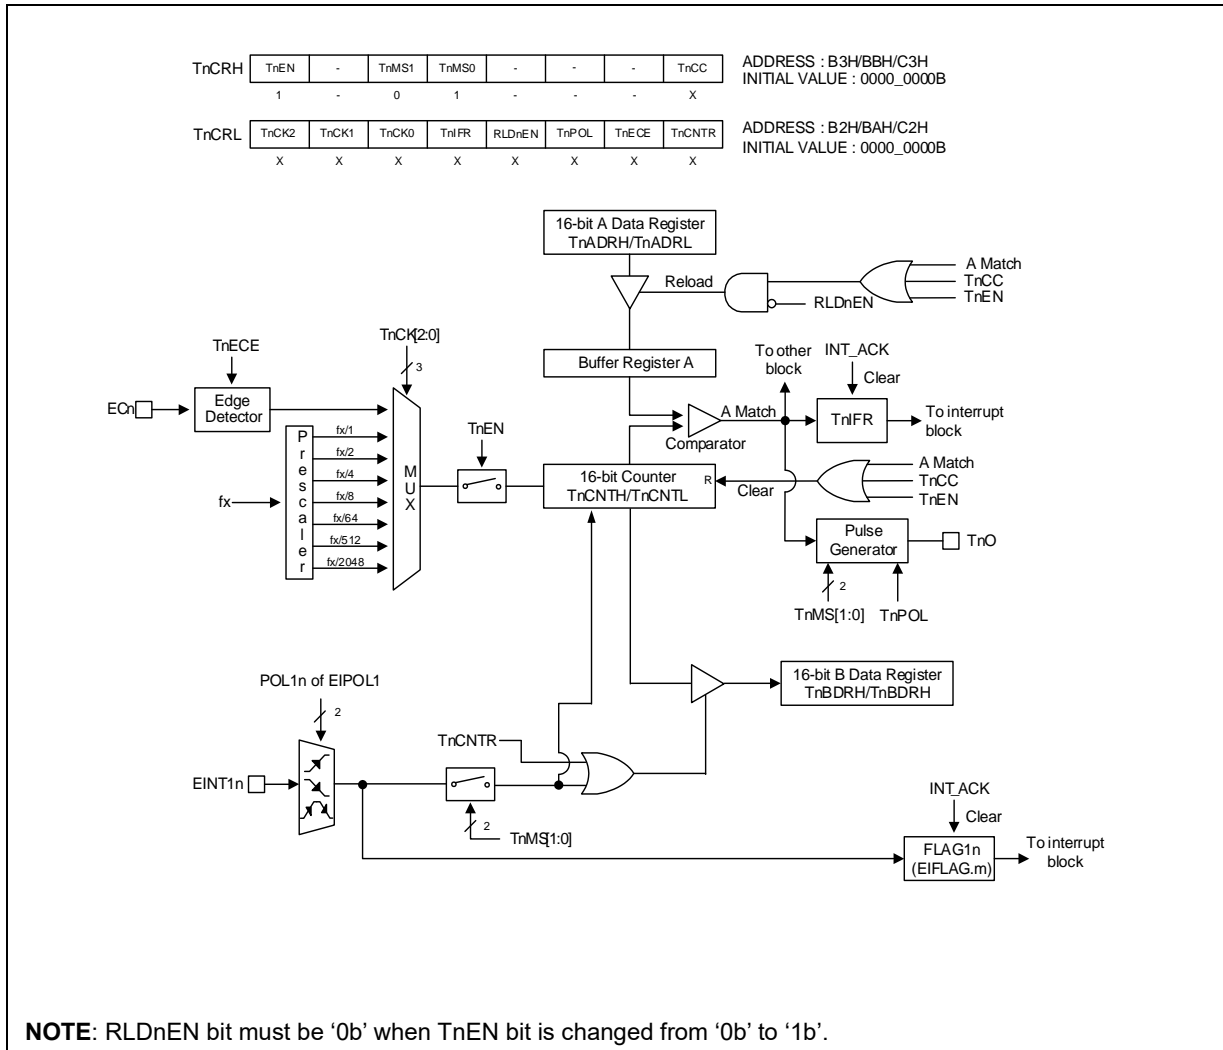 TnCRH TnEN - TnMS1 TnMS0 - - - TnCC ADDRESS : B3H/BBH/C3H
INITIAL VALUE : 0000_0000B
1 - 0 1 - - - X
TnCRL TnCK2 TnCK1 TnCK0 TnIFR RLDnEN TnPOL TnECE TnCNTR ADDRESS : B2H/BAH/C2H
INITIAL VALUE : 0000_0000B
X X X X X X X X
16-bit A Data Register
TnADRH/TnADRL
Reload
A Match
TnCC
TnEN
RLDnEN
TnCK[2:0]
3
TnECE
Buffer Register A
To other
block
INT_ACK
Clear
ECn
Edge
Detector
A Match
TnIFR
To interrupt
block
Comparator
Prescaler
fx/1
fx/2
fx/4
fx/8
fx/64
fx/512
fx/2048
fx
MUX
TnEN
16-bit Counter
TnCNTH/TnCNTL
R
Clear
A Match
TnCC
TnEN
Pulse
Generator
TnO
2
TnMS[1:0]
TnPOL
POL1n of EIPOL1
2
16-bit B Data Register
TnBDRH/TnBDRH
TnCNTR
EINT1n
2
TnMS[1:0]
INT_ACK
Clear
FLAG1n
(EIFLAG.m)
To interrupt
block
NOTE: RLDnEN bit must be ‘0b’ when TnEN bit is changed from ‘0b’ to ‘1b’.